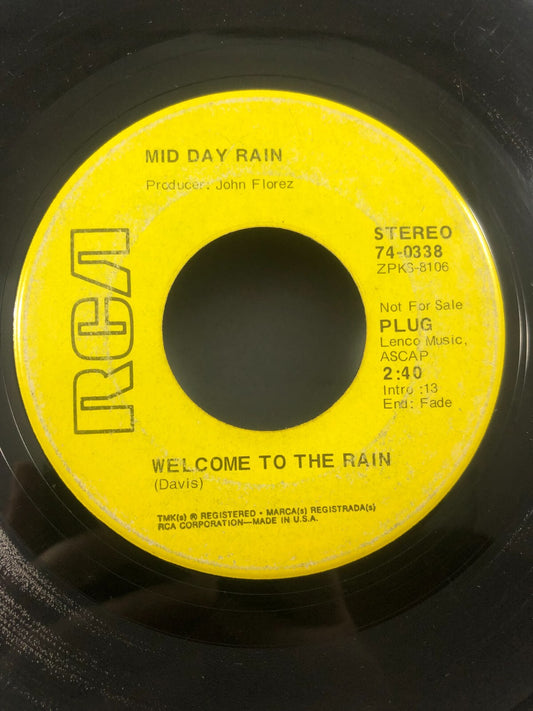 MID DAY RAIN
Producer: John Florez
RCA
STEREO
74-0338
ZPKS-8106
Not For Sale
PLUG
Lenco Music,
ASCAP
2:40
Intro :13
End: Fade
WELCOME TO THE RAIN
(Davis)
TMK(s) ® REGISTERED • MARCA(s) REGISTRADA(s)
RCA CORPORATION—MADE IN U.S.A.